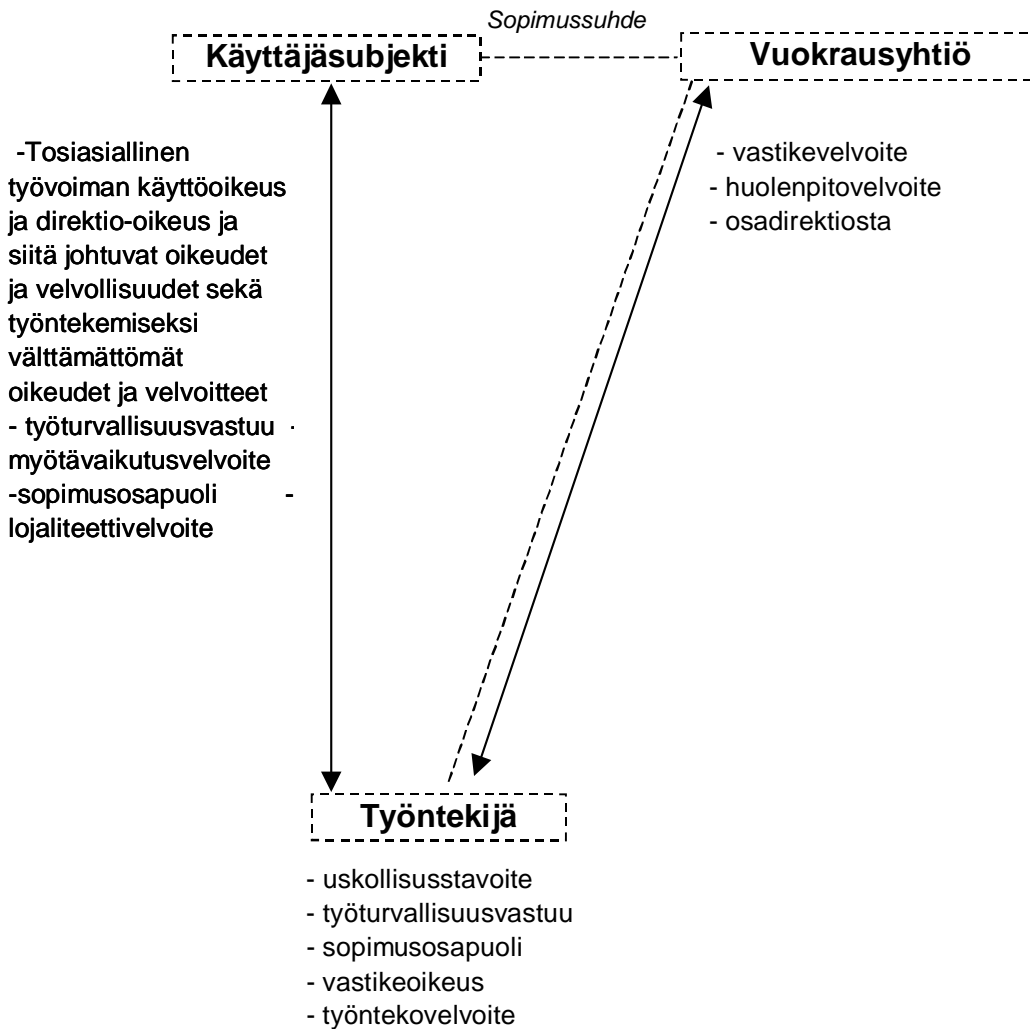 Sopimussuhde
Käyttäjäsubjekti
Vuokrausyhtiö
-Tosiasiallinen
työvoiman käyttöoikeus
ja direktio-oikeus ja
siitä johtuvat oikeudet
ja velvollisuudet sekä
työntekemiseksi
välttämättömät
oikeudet ja velvoitteet
- työturvallisuusvastuu -
myötävaikutusvelvoite
-sopimusosapuoli -
lojaliteettivelvoite
- vastikevelvoite
- huolenpitovelvoite
- osadirektiosta
Työntekijä
- uskollisusstavoite
- työturvallisuusvastuu
- sopimusosapuoli
- vastikeoikeus
- työntekovelvoite